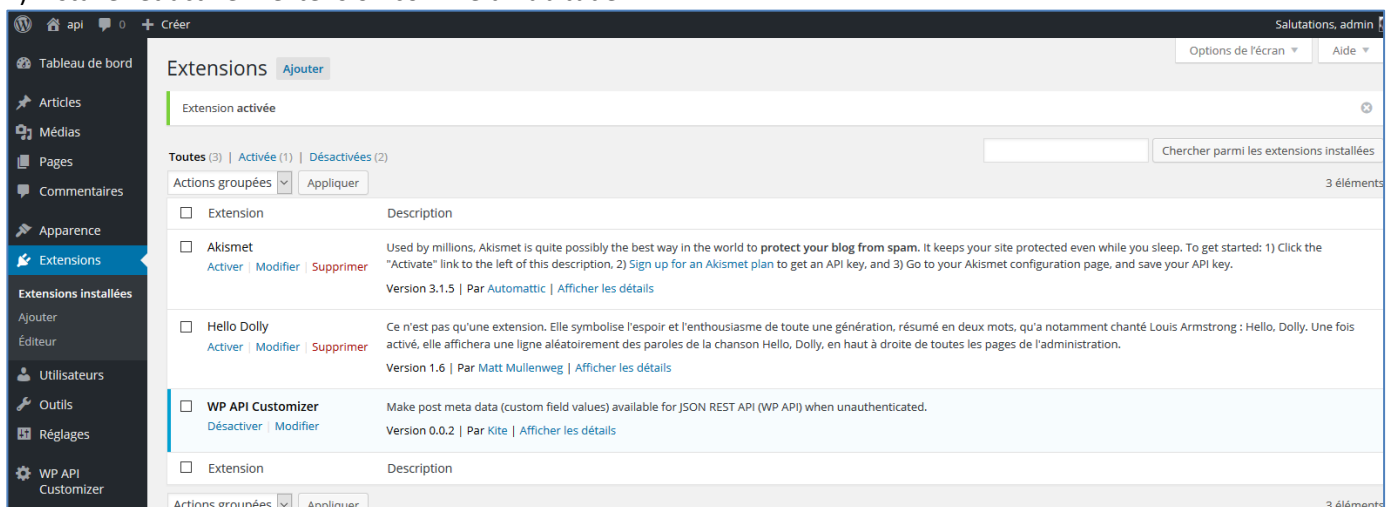 api 0 + Créer
Salutations, admin
Options de l'écran ▼ Aide ▼
Tableau de bord
Articles
Médias
Pages
Commentaires
Apparence
Extensions
Extensions installées
Ajouter
Éditeur
Utilisateurs
Outils
Réglages
WP API
Customizer
Extensions Ajouter
Extension activée
Toutes (3) | Activée (1) | Désactivées (2)
Chercher parmi les extensions installées
Actions groupées Appliquer
3 éléments
Extension Description
Akismet
Activer | Modifier | Supprimer
Used by millions, Akismet is quite possibly the best way in the world to protect your blog from spam. It keeps your site protected even while you sleep. To get started: 1) Click the
"Activate" link to the left of this description, 2) Sign up for an Akismet plan to get an API key, and 3) Go to your Akismet configuration page, and save your API key.
Version 3.1.5 | Par Automattic | Afficher les détails
Hello Dolly
Activer | Modifier | Supprimer
Ce n'est pas qu'une extension. Elle symbolise l'espoir et l'enthousiasme de toute une génération, résumé en deux mots, qu'a notamment chanté Louis Armstrong : Hello, Dolly. Une fois
activé, elle affichera une ligne aléatoirement des paroles de la chanson Hello, Dolly, en haut à droite de toutes les pages de l'administration.
Version 1.6 | Par Matt Mullenweg | Afficher les détails
WP API Customizer
Désactiver | Modifier
Make post meta data (custom field values) available for JSON REST API (WP API) when unauthenticated.
Version 0.0.2 | Par Kite | Afficher les détails
Extension Description
Actions groupées Appliquer
3 éléments